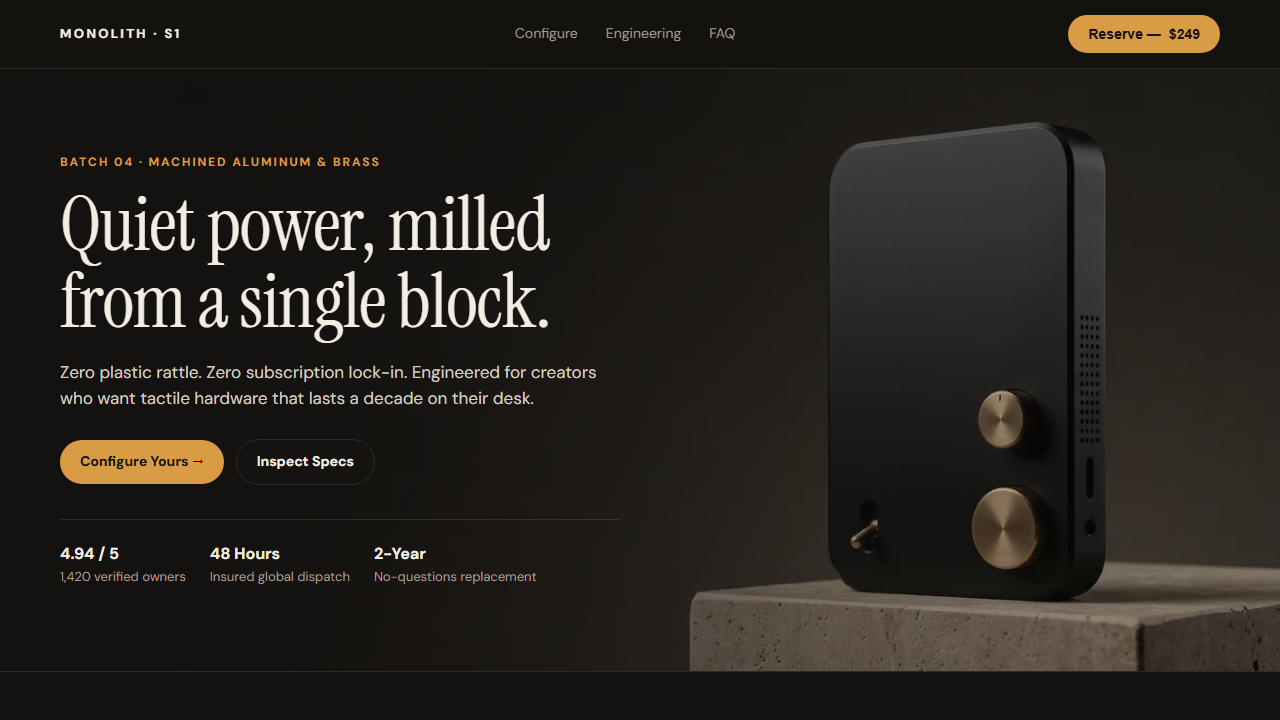 MONOLITH · S1
Configure
Engineering
FAQ
Reserve — $249
BATCH 04 · MACHINED ALUMINUM & BRASS
Quiet power, milled
from a single block.
Zero plastic rattle. Zero subscription lock-in. Engineered for creators
who want tactile hardware that lasts a decade on their desk.
Configure Yours →
Inspect Specs
4.94 / 5
1,420 verified owners
48 Hours
Insured global dispatch
2-Year
No-questions replacement